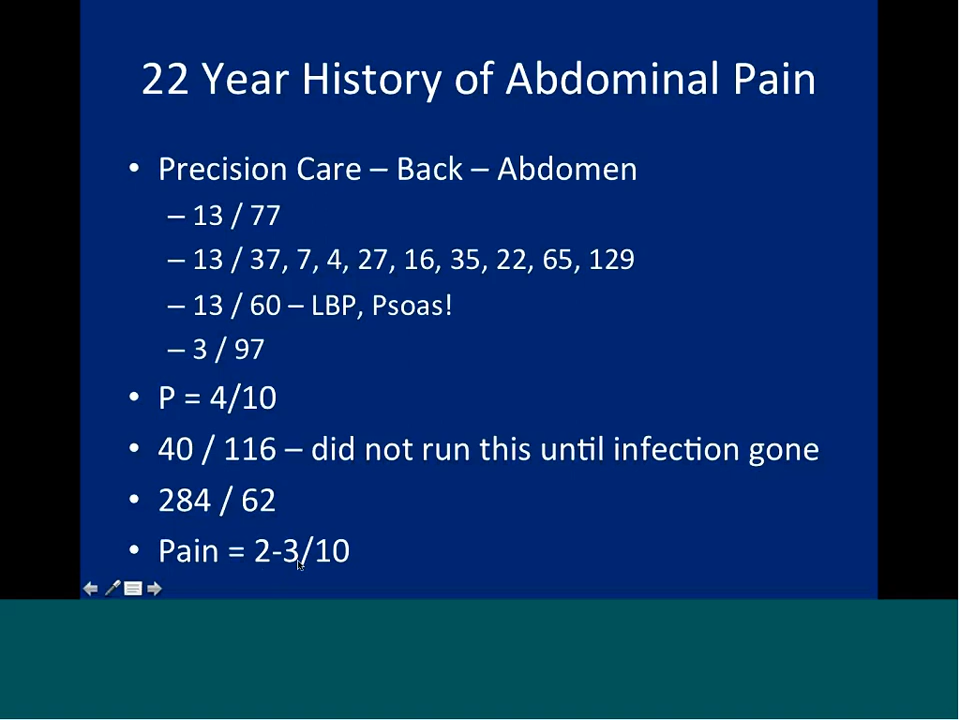 22 Year History of Abdominal Pain
• Precision Care – Back – Abdomen
– 13 / 77
– 13 / 37, 7, 4, 27, 16, 35, 22, 65, 129
– 13 / 60 – LBP, Psoas!
– 3 / 97
• P = 4/10
• 40 / 116 – did not run this until infection gone
• 284 / 62
• Pain = 2-3/10